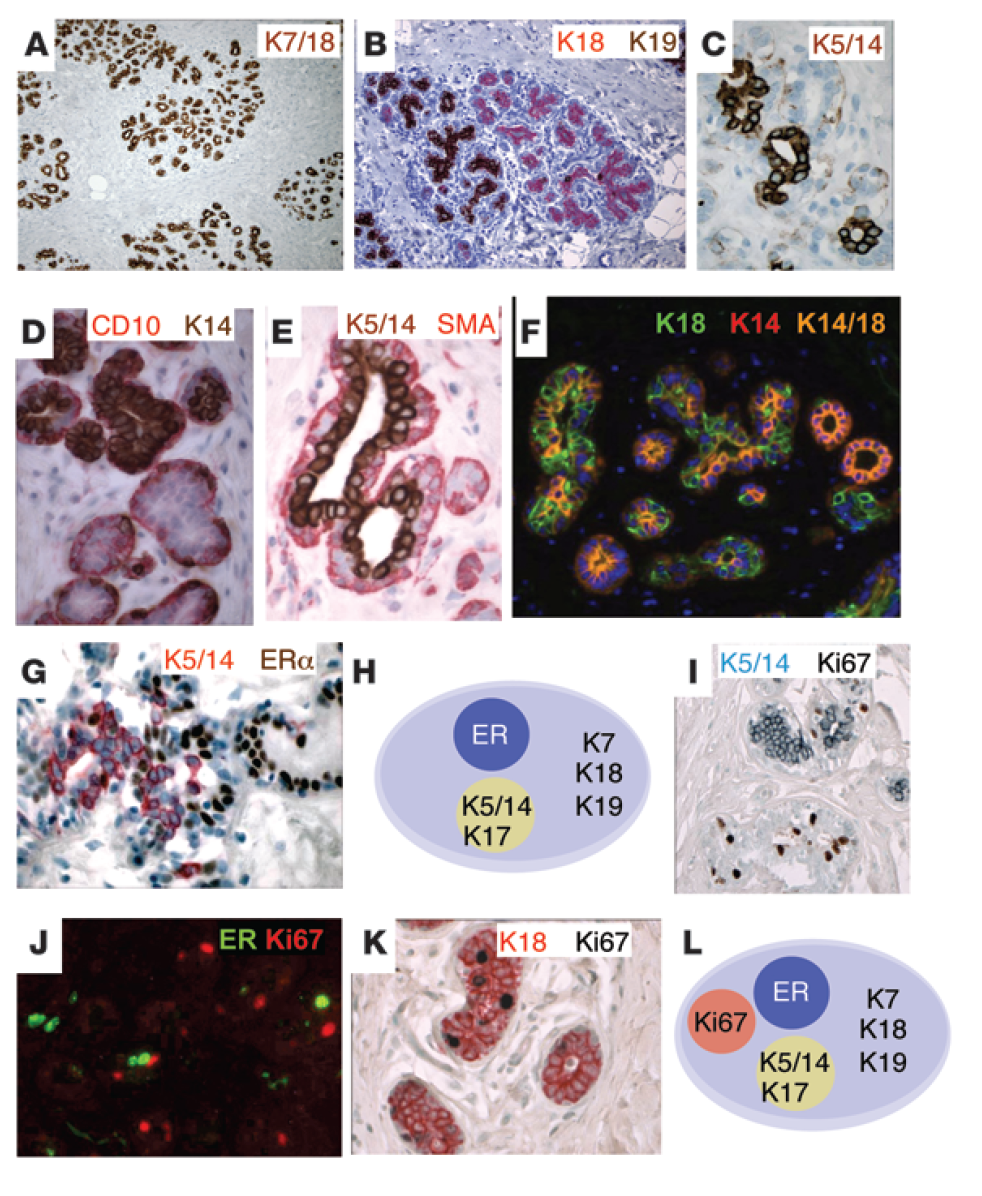 A K7/18
B K18 K19
C K5/14
D CD10 K14
E K5/14 SMA
F K18 K14 K14/18
G K5/14 ERα
H
ER
K7
K18
K5/14 K19
K17
I K5/14 Ki67
J ER Ki67
K K18 Ki67
L
ER
K7
Ki67
K18
K5/14 K19
K17